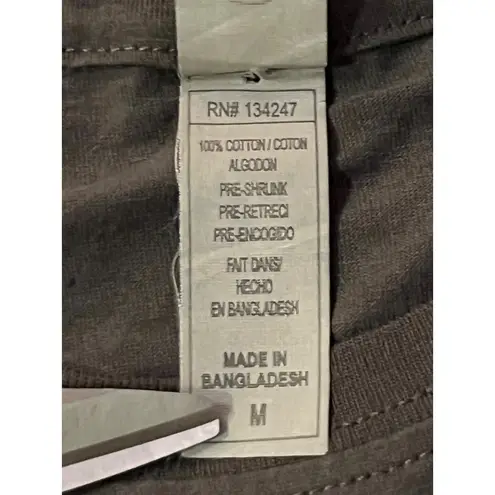 RN# 134247
100% COTTON / COTON
ALGODON
PRE-SHRUNK
PRE-RETRECI
PRE-ENCOGIDO
FAIT DANS/
HECHO
EN BANGLADESH
MADE IN
BANGLADESH
M